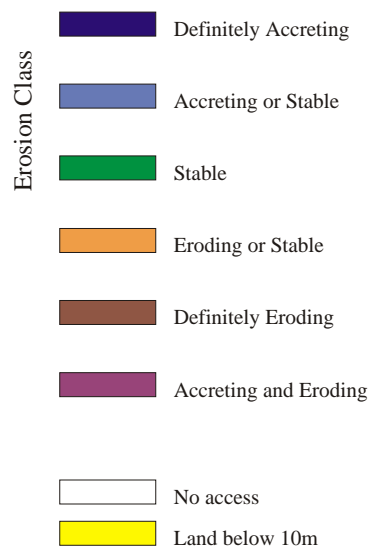 Erosion Class
Definitely Accreting
Accreting or Stable
Stable
Eroding or Stable
Definitely Eroding
Accreting and Eroding
No access
Land below 10m